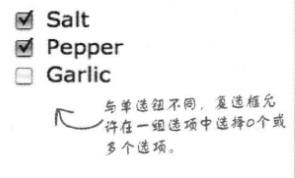 Salt
Pepper
Garlic
与单选钮不同，复选框允
许在一组选项中选择0个或
多个选项。